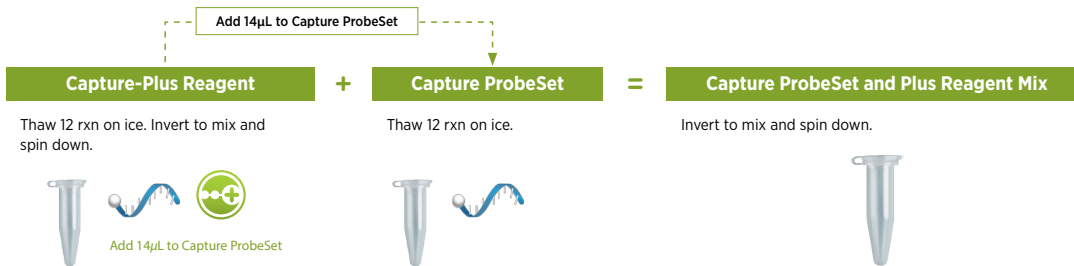 Add 14µL to Capture ProbeSet
Capture-Plus Reagent
+
Capture ProbeSet
=
Capture ProbeSet and Plus Reagent Mix
Thaw 12 rxn on ice. Invert to mix and
spin down.
Thaw 12 rxn on ice.
Invert to mix and spin down.
Add 14µL to Capture ProbeSet